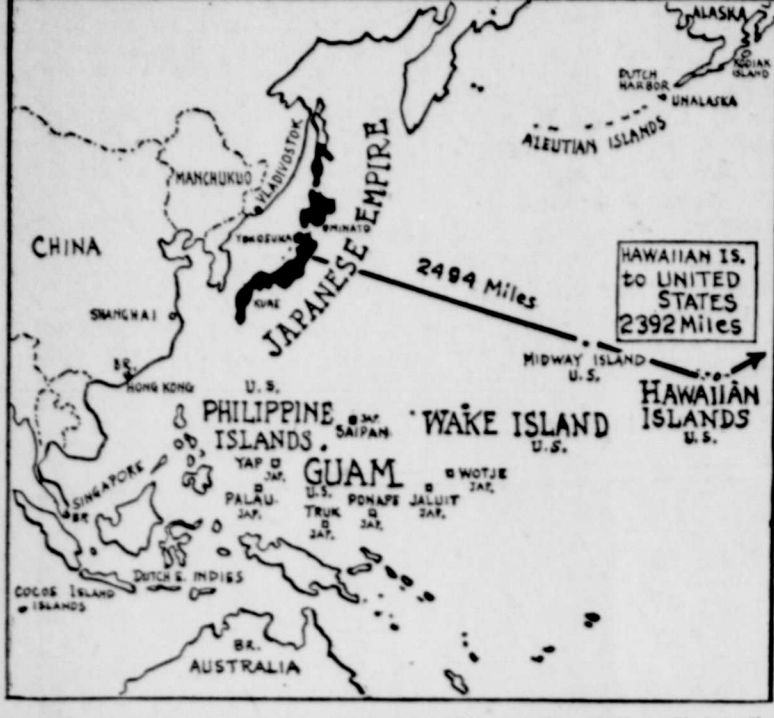 ALASKA
KODIAK
ISLAND
DUTCH
HARBOR
UNALASKA
ALEUTIAN ISLANDS
MANCHUKUO
VLADIVOSTOK
JAPANESE EMPIRE
OMINATO
YOKOSUKA
KURE
CHINA
2494 Miles
HAWAIIAN IS.
to UNITED
STATES
2392 Miles
SHANGHAI
MIDWAY ISLAND
U.S.
BR.
HONG KONG
HAWAIIAN
ISLANDS
U.S.
U.S.
PHILIPPINE
ISLANDS.
JAP.
SAIPAN
WAKE ISLAND
U.S.
YAP
JAP.
GUAM
U.S.
WOTJE
JAP.
SINGAPORE
BR.
PALAU
JAP.
TRUK
JAP.
PONAPE
JAP.
JALUIT
JAP.
DUTCH E. INDIES
COCOS ISLAND
ISLANDS
BR.
AUSTRALIA